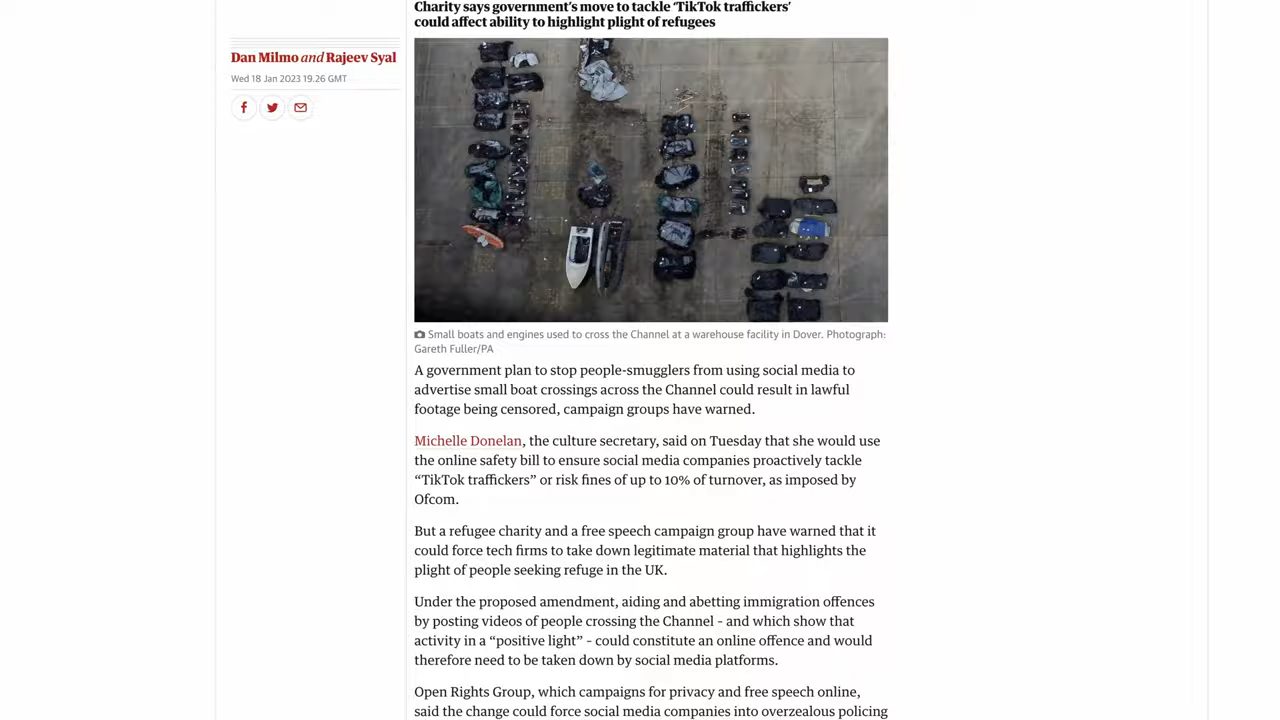 Charity says government’s move to tackle ‘TikTok traffickers’
could affect ability to highlight plight of refugees
Dan Milmo and Rajeev Syal
Wed 18 Jan 2023 19.26 GMT
Small boats and engines used to cross the Channel at a warehouse facility in Dover. Photograph:
Gareth Fuller/PA
A government plan to stop people-smugglers from using social media to
advertise small boat crossings across the Channel could result in lawful
footage being censored, campaign groups have warned.
Michelle Donelan, the culture secretary, said on Tuesday that she would use
the online safety bill to ensure social media companies proactively tackle
“TikTok traffickers” or risk fines of up to 10% of turnover, as imposed by
Ofcom.
But a refugee charity and a free speech campaign group have warned that it
could force tech firms to take down legitimate material that highlights the
plight of people seeking refuge in the UK.
Under the proposed amendment, aiding and abetting immigration offences
by posting videos of people crossing the Channel – and which show that
activity in a “positive light” – could constitute an online offence and would
therefore need to be taken down by social media platforms.
Open Rights Group, which campaigns for privacy and free speech online,
said the change could force social media companies into overzealous policing